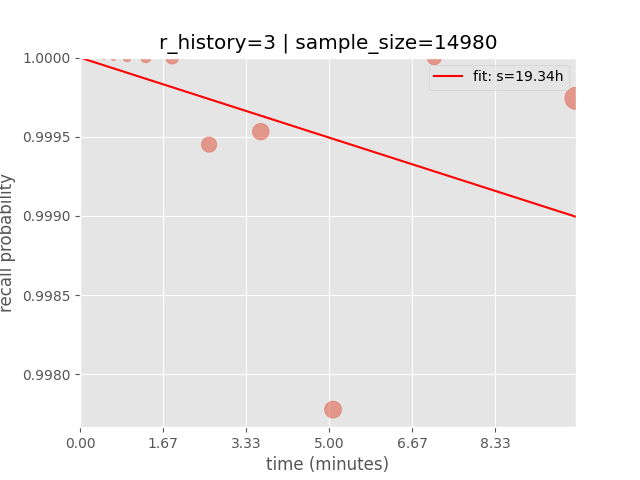 r_history=3 | sample_size=14980
1.0000
0.9995
0.9990
0.9985
0.9980
recall probability
fit: s=19.34h
0.00 1.67 3.33 5.00 6.67 8.33
time (minutes)